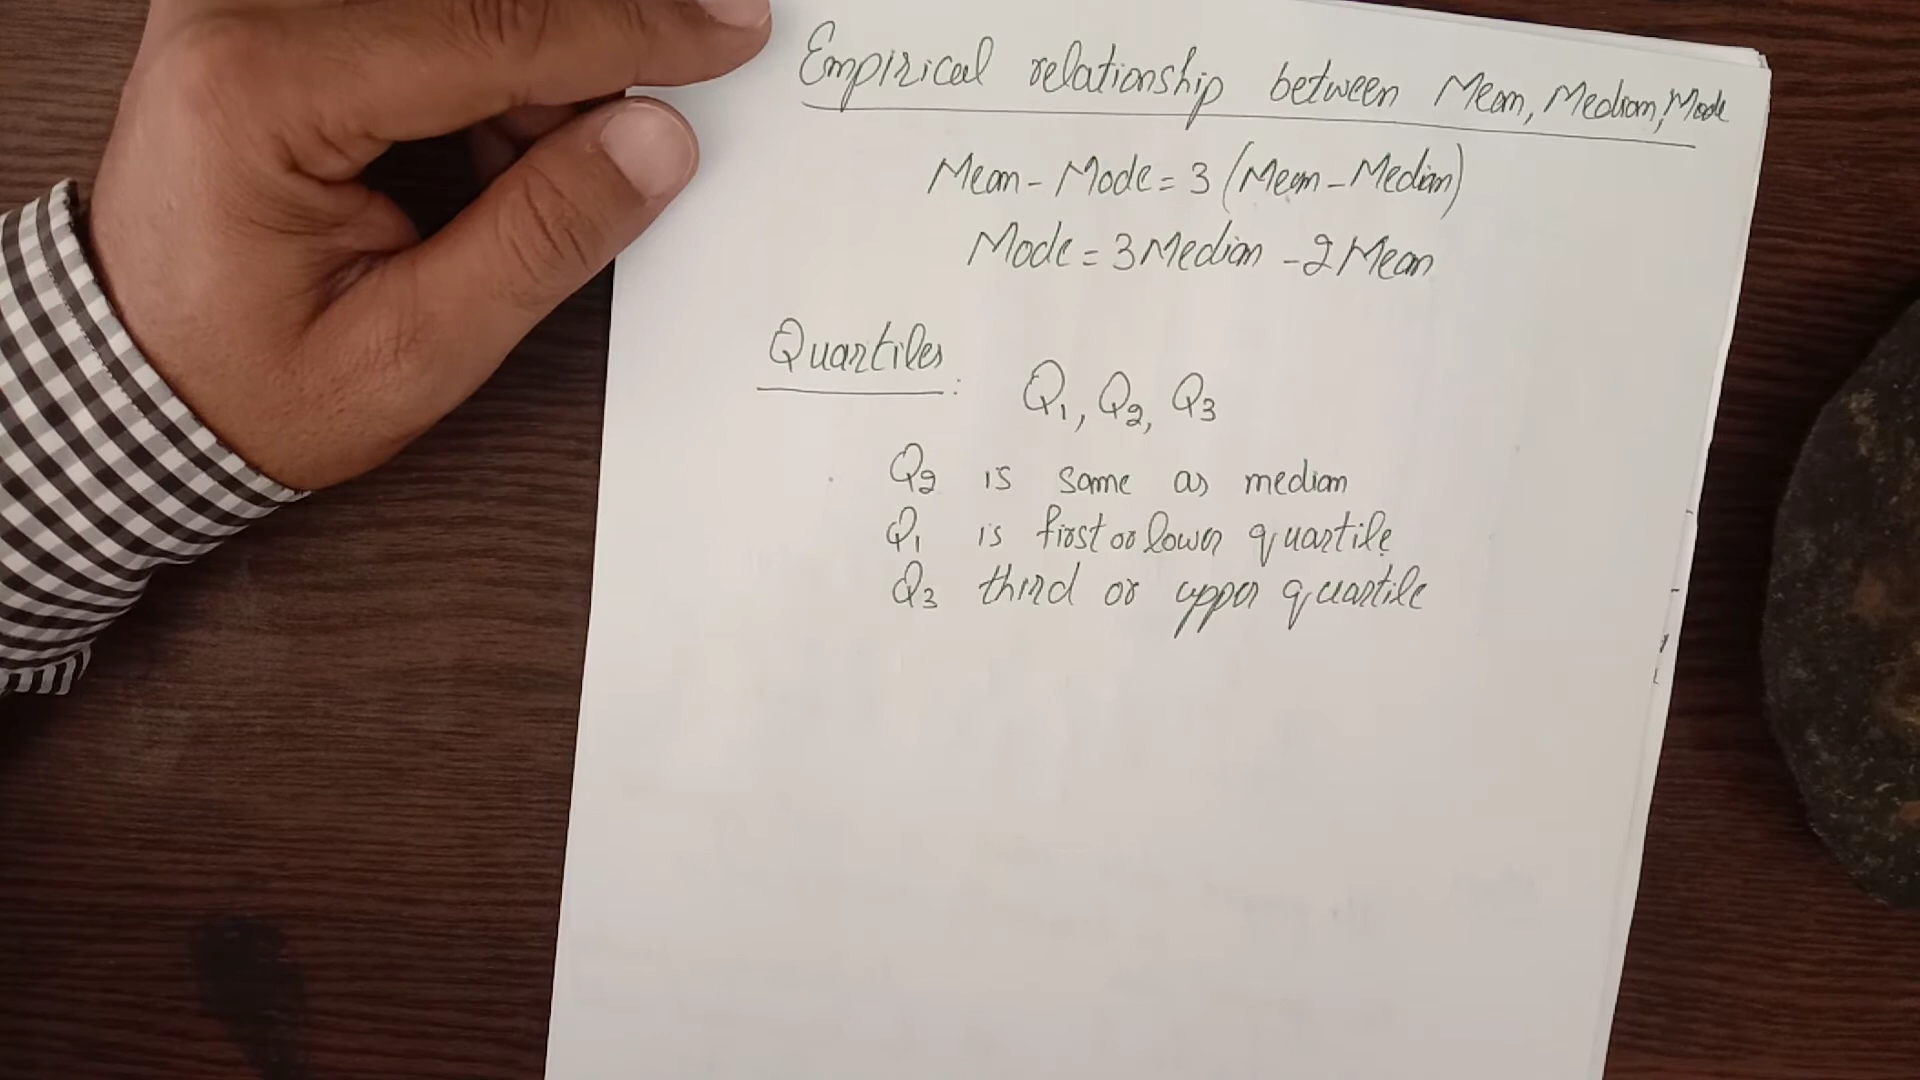 Empirical relationship between Mean, Median, Mode
Mean - Mode = 3 (Mean - Median)
Mode = 3 Median - 2 Mean
Quartiles :
Q1, Q2, Q3
Q2 is same as median
Q1 is first or lower quartile
Q3 third or upper quartile